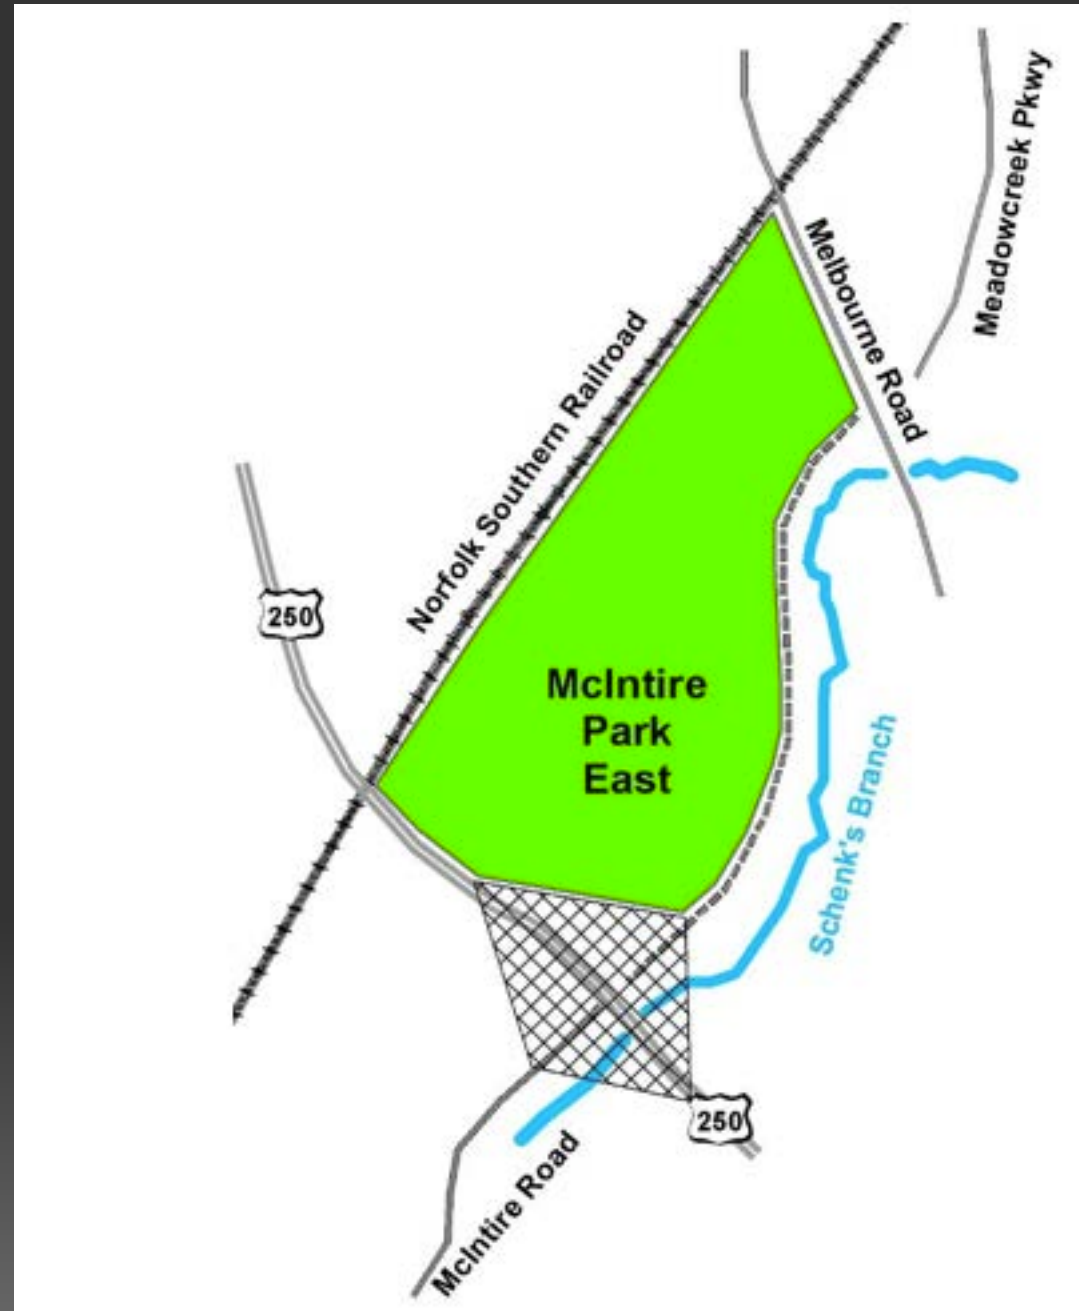 Meadowcreek Pkwy
Melbourne Road
Norfolk Southern Railroad
250
McIntire
Park
East
Schenk's Branch
250
McIntire Road